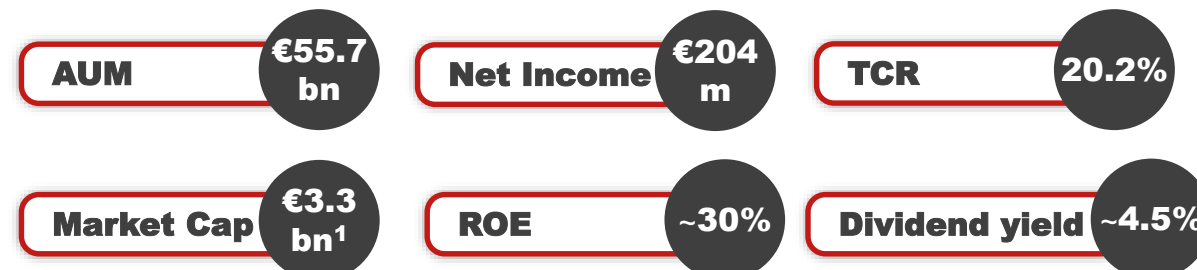 AUM
€55.7
bn
Net Income
€204
m
TCR
20.2%
Market Cap
€3.3
bn¹
ROE
~30%
Dividend yield
~4.5%